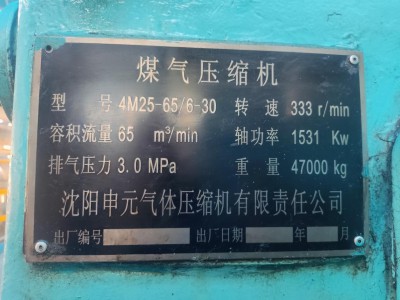 煤气压缩机
型 号 4M25-65/6-30 转 速 333 r/min
容积流量 65 m³/min 轴功率 1531 Kw
排气压力 3.0 MPa 重 量 47000 kg
沈阳申元气体压缩机有限责任公司
出厂编号 出厂日期 年 月